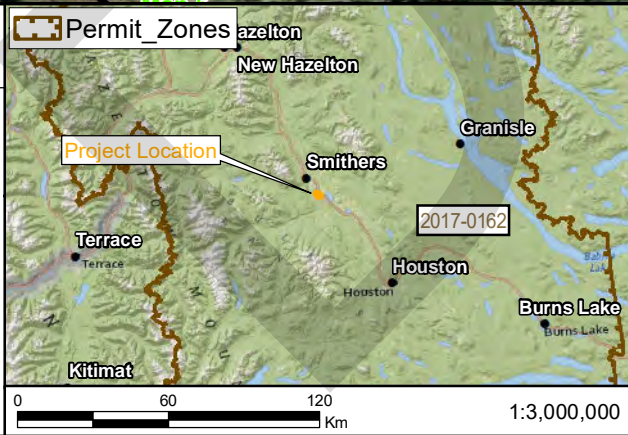 Permit_Zones
azelton
New Hazelton
Granisle
Project Location
Smithers
2017-0162
Terrace
Terrace
Houston
Houston
Burns Lake
Burns Lake
Kitimat
0 60 120
Km
1:3,000,000